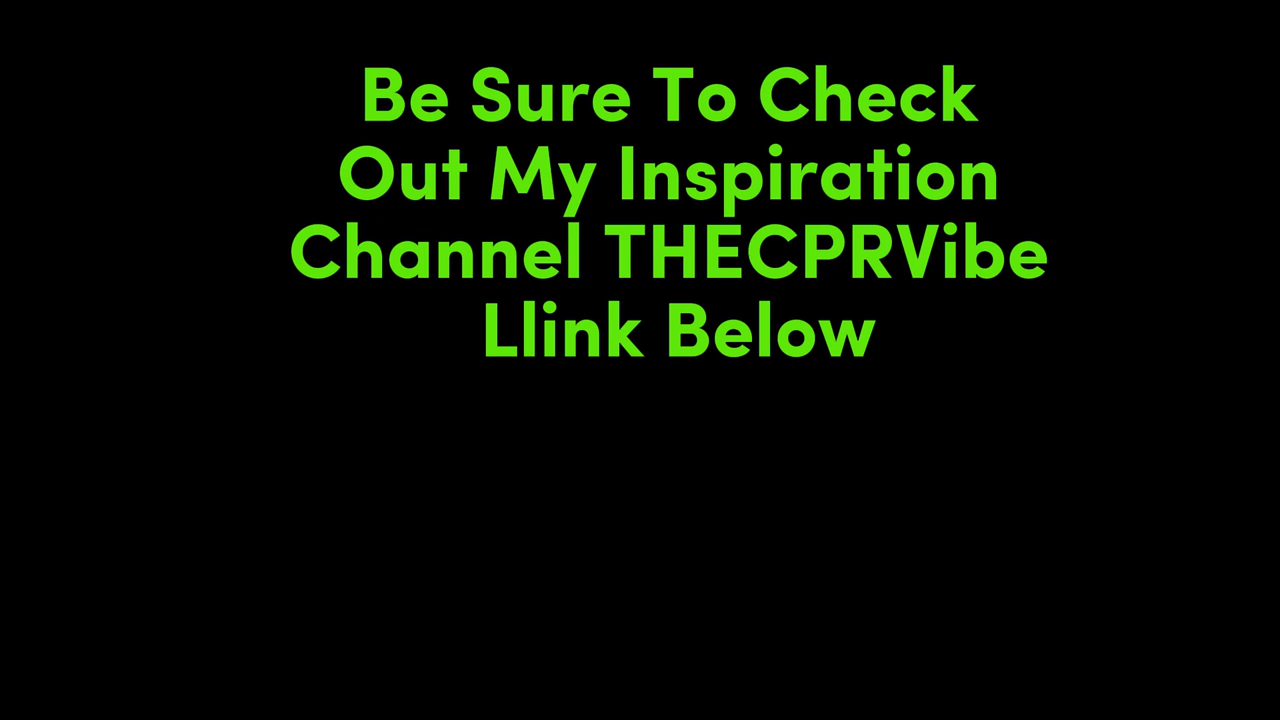 Be Sure To Check
Out My Inspiration
Channel THECPRVibe
Llink Below